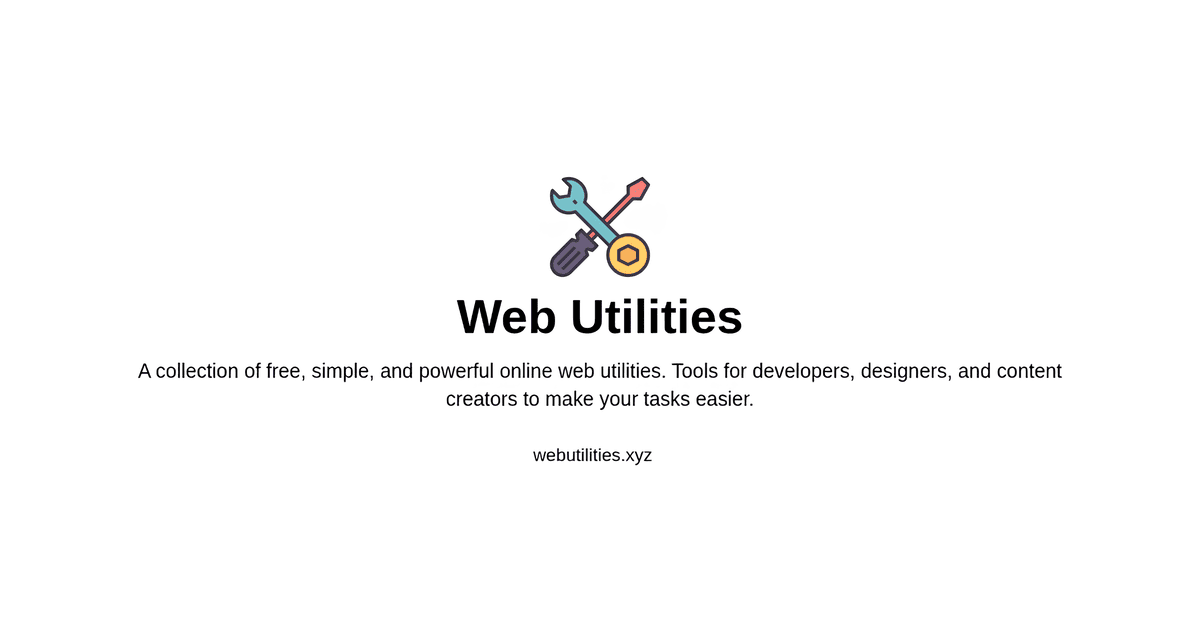 Web Utilities
A collection of free, simple, and powerful online web utilities. Tools for developers, designers, and content
creators to make your tasks easier.
webutilities.xyz